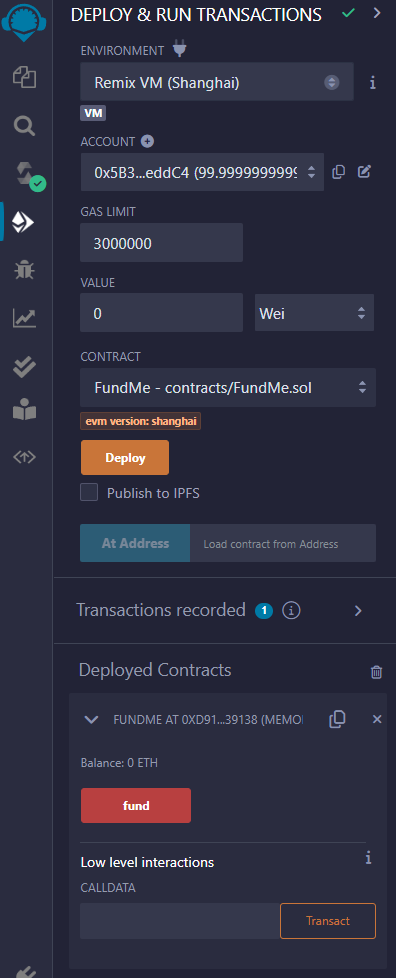 DEPLOY & RUN TRANSACTIONS
ENVIRONMENT
Remix VM (Shanghai)
VM
ACCOUNT
0x5B3...eddC4 (99.9999999999
GAS LIMIT
3000000
VALUE
0 Wei
CONTRACT
FundMe - contracts/FundMe.sol
evm version: shanghai
Deploy
Publish to IPFS
At Address Load contract from Address
Transactions recorded 1
Deployed Contracts
FUNDME AT 0XD91...39138 (MEMO
Balance: 0 ETH
fund
Low level interactions
CALLDATA
Transact